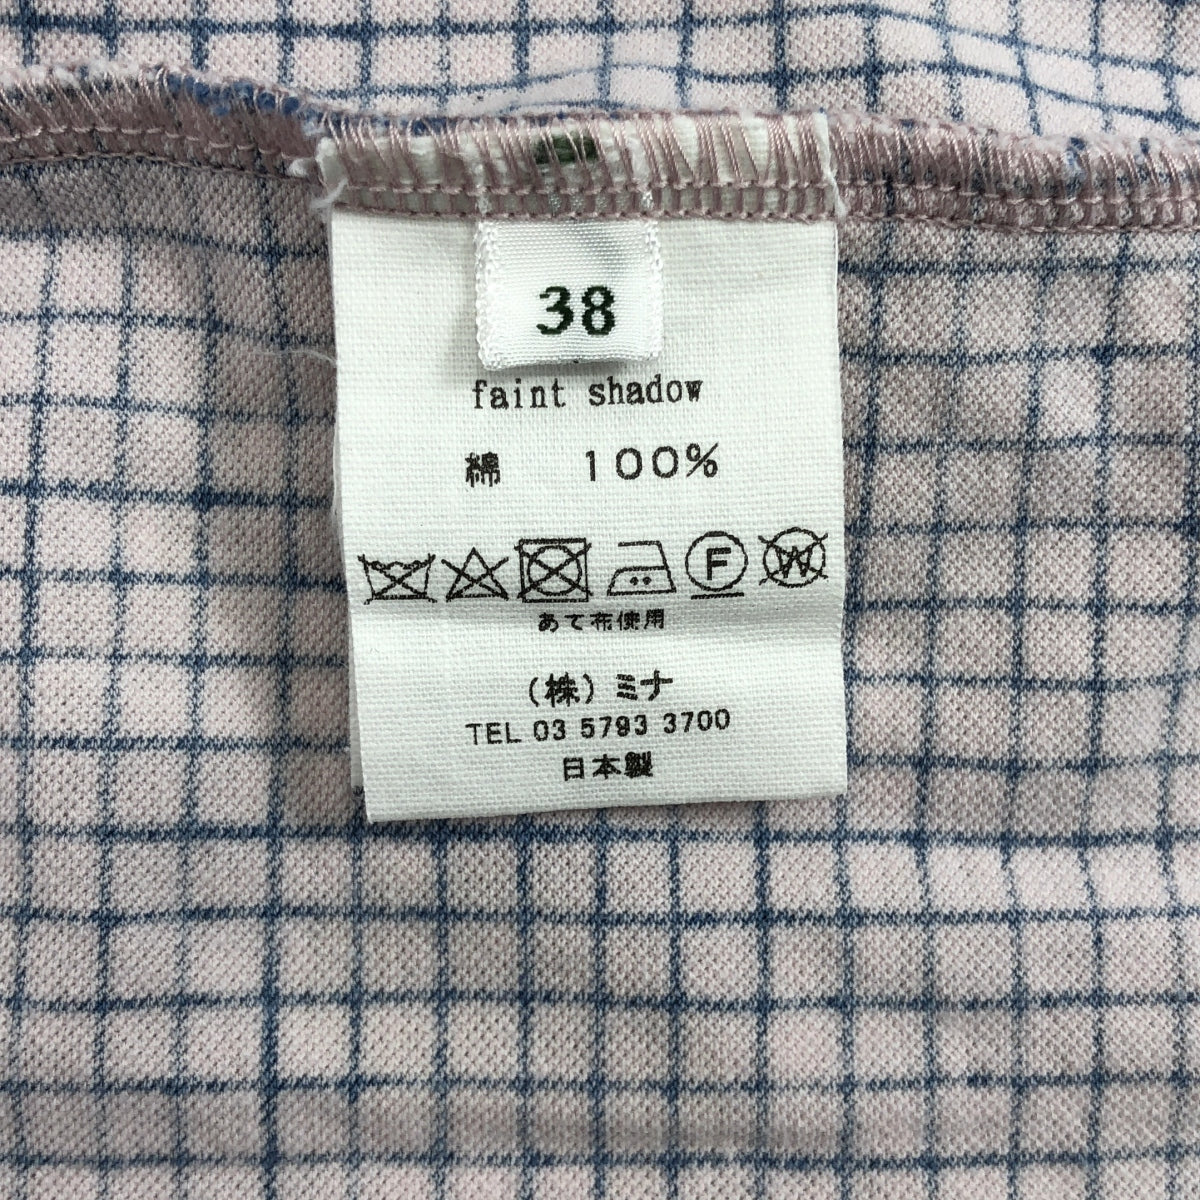 38
faint shadow
綿 100%
F W
あて布使用
(株) ミナ
TEL 03 5793 3700
日本製